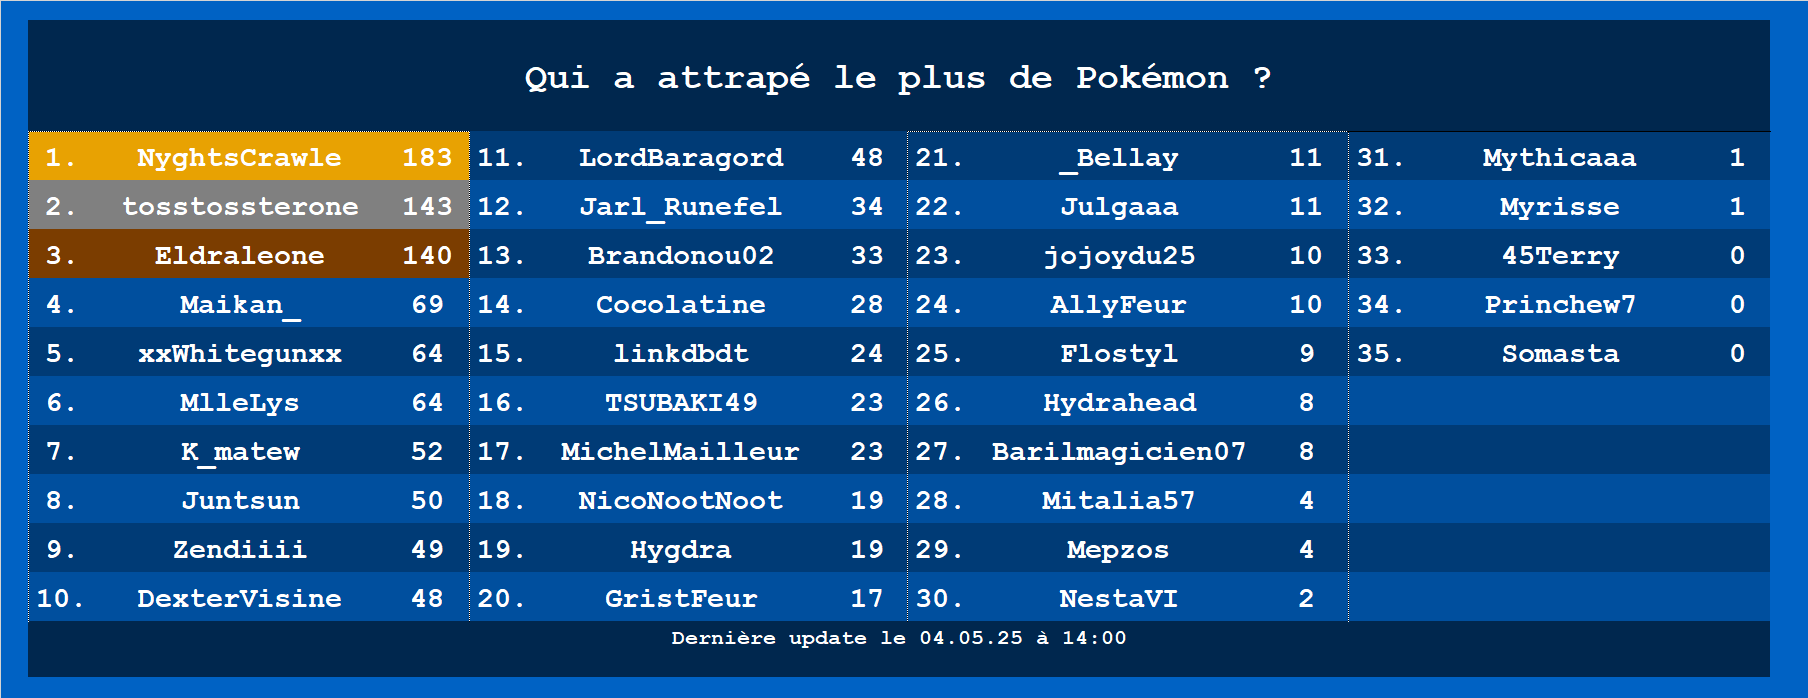 Qui a attrapé le plus de Pokémon ?
1. NyghtsCrawle 183
2. tosstossterone 143
3. Eldraleone 140
4. Maikan_ 69
5. xxWhitegunxx 64
6. MlleLys 64
7. K_matew 52
8. Juntsun 50
9. Zendiiii 49
10. DexterVisine 48
11. LordBaragord 48
12. Jarl_Runefel 34
13. Brandonou02 33
14. Cocolatine 28
15. linkdbdt 24
16. TSUBAKI49 23
17. MichelMailleur 23
18. NicoNootNoot 19
19. Hygdra 19
20. GristFeur 17
21. _Bellay 11
22. Julgaaa 11
23. jojoydu25 10
24. AllyFeur 10
25. Flostyl 9
26. Hydrahead 8
27. Barilmagicien07 8
28. Mitalia57 4
29. Mepzos 4
30. NestaVI 2
31. Mythicaaa 1
32. Myrisse 1
33. 45Terry 0
34. Princhew7 0
35. Somasta 0
Dernière update le 04.05.25 à 14:00